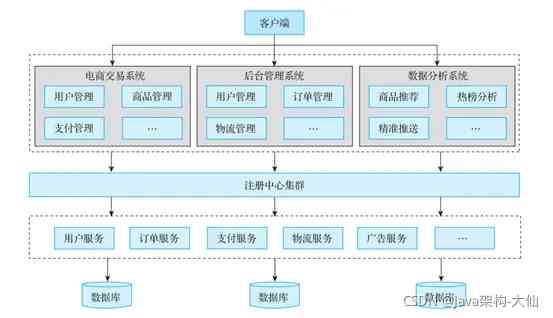 客户端
电商交易系统
后台管理系统
数据分析系统
用户管理
商品管理
用户管理
订单管理
商品推荐
热榜分析
支付管理
…
物流管理
…
精准推送
…
注册中心集群
用户服务
订单服务
支付服务
物流服务
广告服务
…
数据库
数据库
数据库
CSDN @java架构-大仙